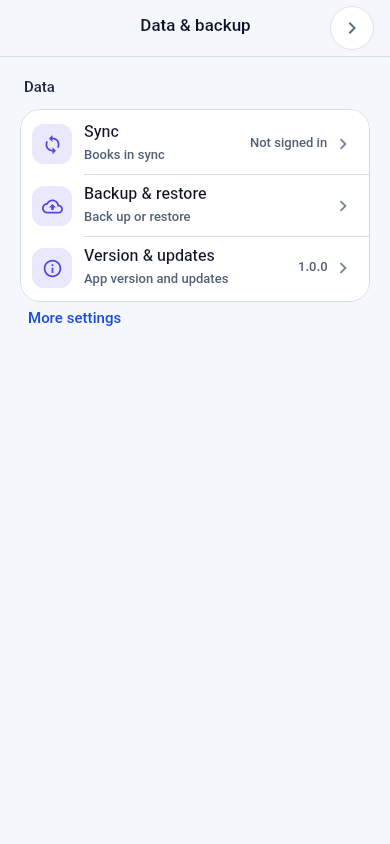 Data & backup
Data
Sync
Not signed in
Books in sync
Backup & restore
Back up or restore
Version & updates
1.0.0
App version and updates
More settings